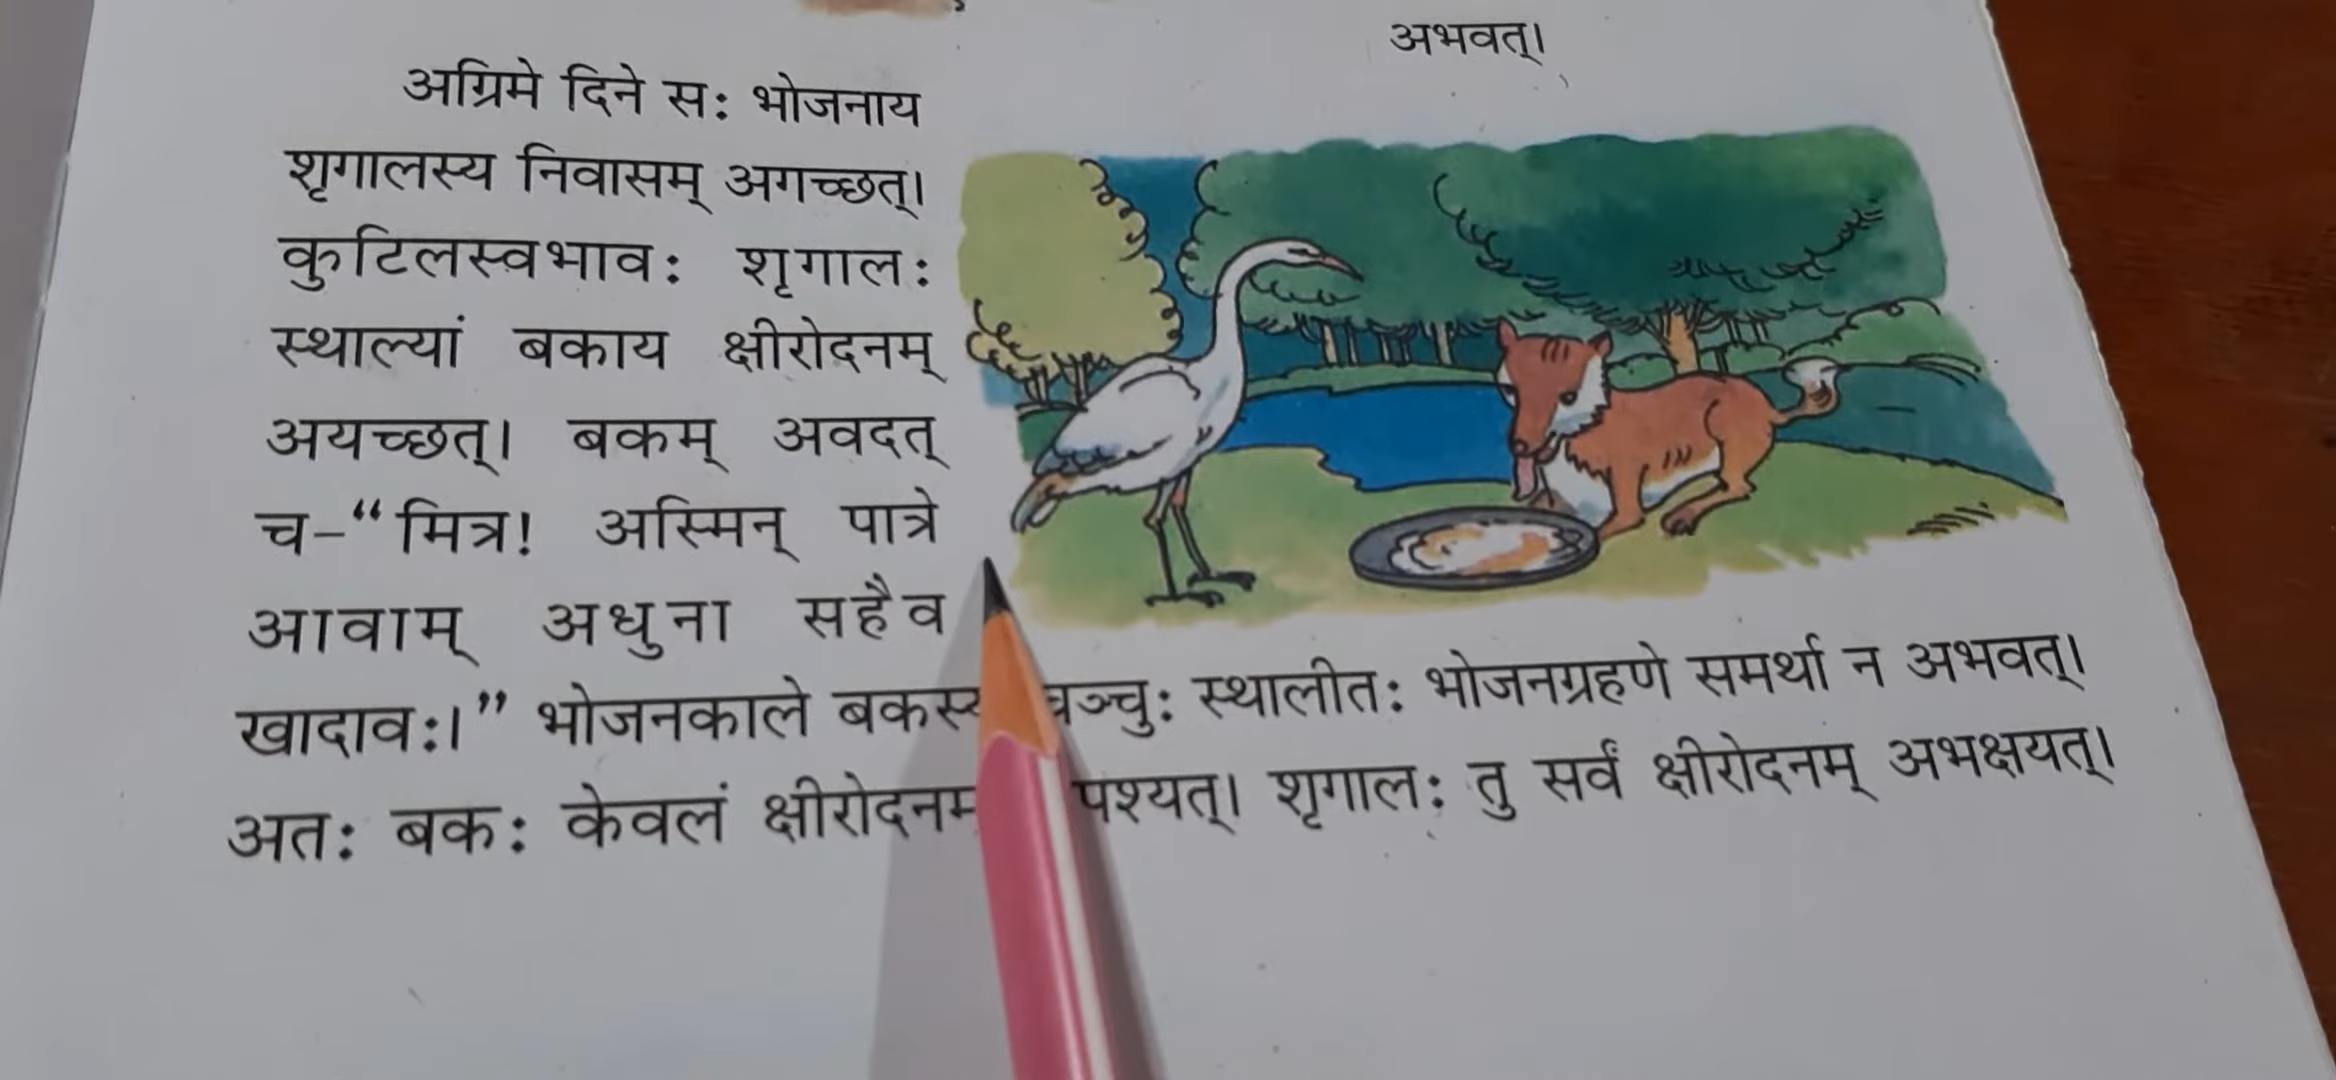 अभवत्।
अग्रिमे दिने सः भोजनाय
शृगालस्य निवासम् अगच्छत्।
कुटिलस्वभावः शृगालः
स्थाल्यां बकाय क्षीरोदनम्
अयच्छत्। बकम् अवदत्
च-“मित्र! अस्मिन् पात्रे
आवाम् अधुना सहैव
खादावः।” भोजनकाले बकस्य चञ्चुः स्थालीतः भोजनग्रहणे समर्था न अभवत्।
अतः बकः केवलं क्षीरोदनम् पश्यत्। शृगालः तु सर्वं क्षीरोदनम् अभक्षयत्।